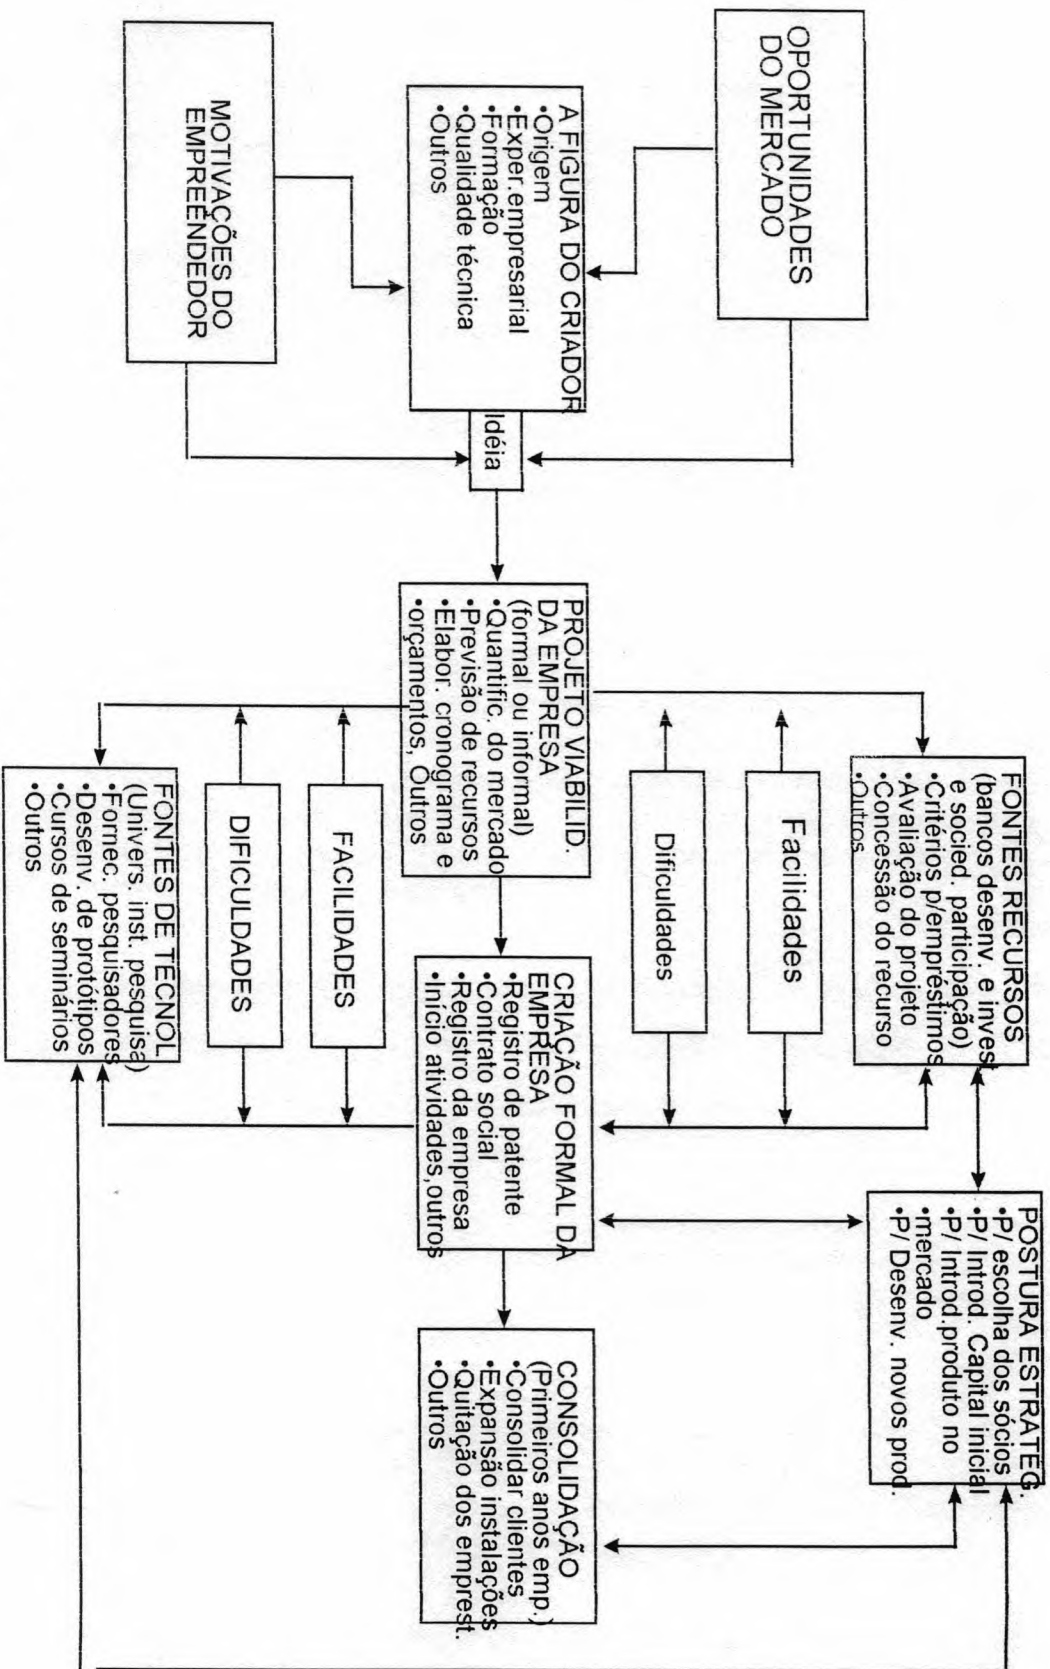 OPORTUNIDADES
DO MERCADO
A FIGURA DO CRIADOR
•Origem
•Exper.empresarial
•Formação
•Qualidade técnica
•Outros
MOTIVAÇÕES DO
EMPREENDEDOR
Idéia
FONTES RECURSOS
(bancos desenv. e invest.
e socied. participação)
•Critérios p/empréstimos
•Avaliação do projeto
•Concessão do recurso
•Outros
Facilidades
Dificuldades
PROJETO VIABILID.
DA EMPRESA
(formal ou informal)
•Quantific. do mercado
•Previsão de recursos
•Elabor. cronograma e
•orçamentos, Outros
FACILIDADES
DIFICULDADES
FONTES DE TECNOL.
(Univers. inst. pesquisa)
•Fornec. pesquisadores
•Desenv. de protótipos
•Cursos de seminários
•Outros
CRIAÇÃO FORMAL DA
EMPRESA
•Registro de patente
•Contrato social
•Registro da empresa
•Início atividades,outros
POSTURA ESTRATEG.
•P/ escolha dos sócios
•P/ Introd. Capital inicial
•P/ Introd.produto no
•mercado
•P/ Desenv. novos prod.
CONSOLIDAÇÃO
(Primeiros anos emp.)
•Consolidar clientes
•Expansão instalações
•Quitação dos emprest.
•Outros